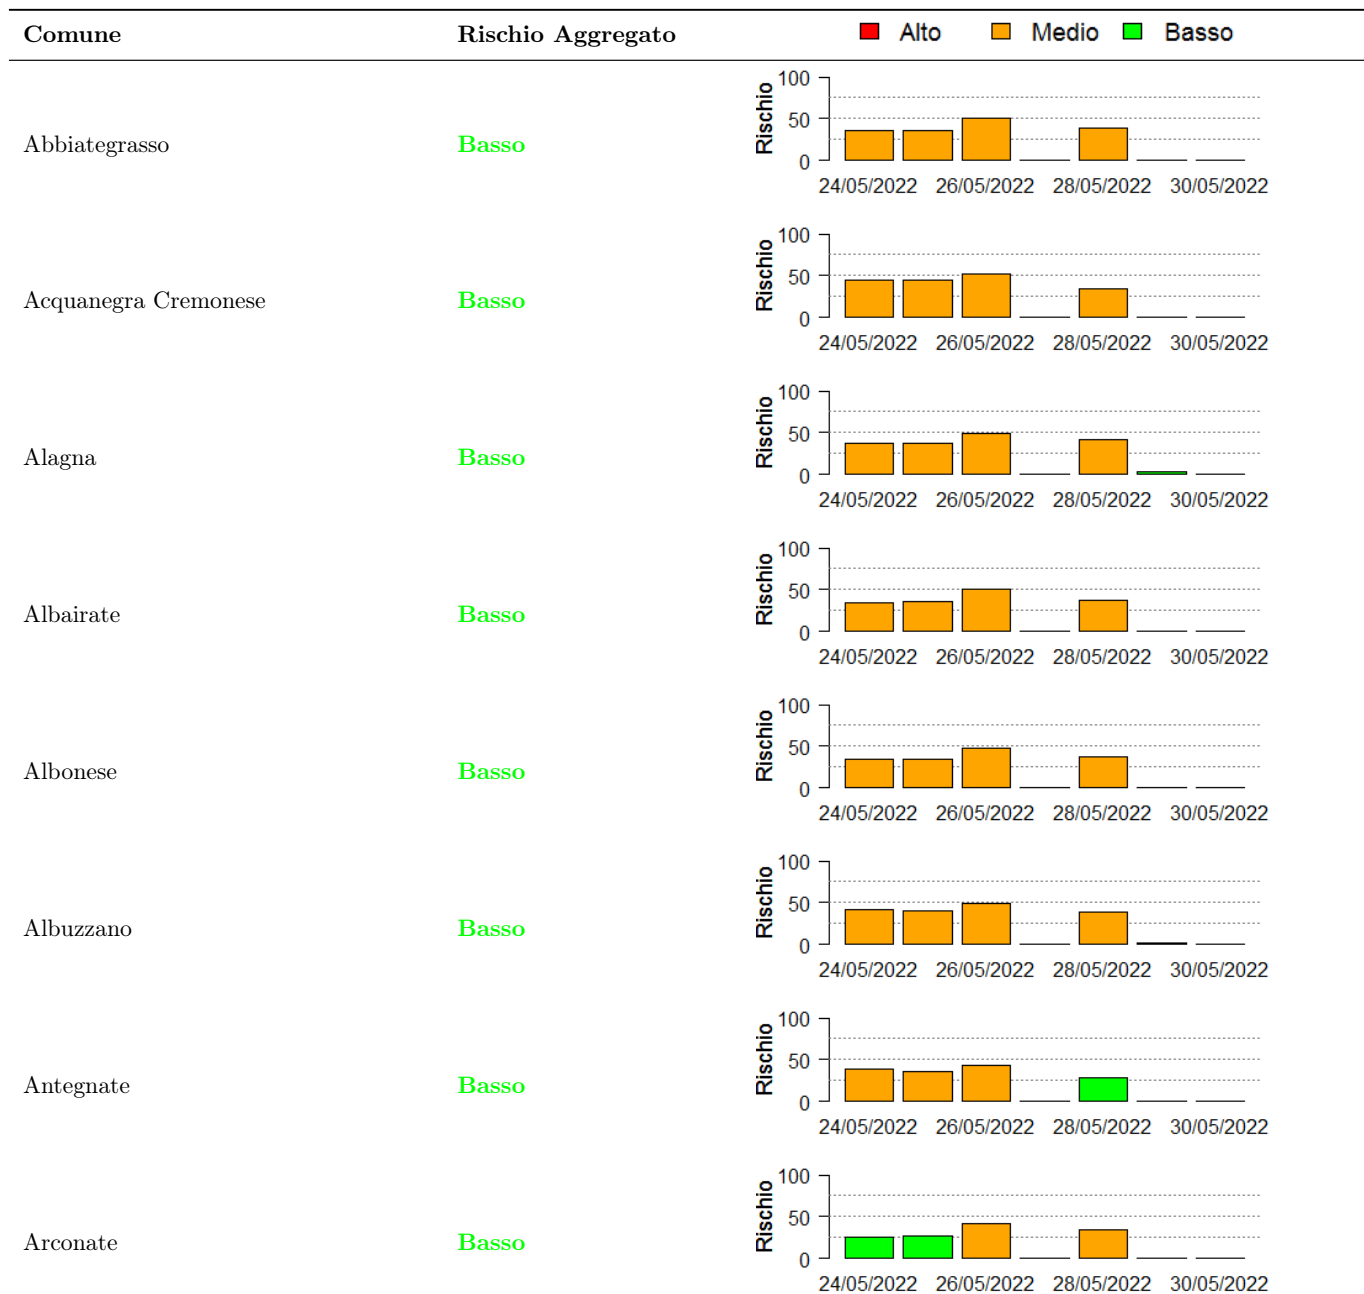 Comune Rischio Aggregato Alto Medio Basso
100
50
0
Rischio
Abbiategrasso Basso
24/05/2022 26/05/2022 28/05/2022 30/05/2022
100
50
0
Rischio
Acquanegra Cremonese Basso
24/05/2022 26/05/2022 28/05/2022 30/05/2022
100
50
0
Rischio
Alagna Basso
24/05/2022 26/05/2022 28/05/2022 30/05/2022
100
50
0
Rischio
Albairate Basso
24/05/2022 26/05/2022 28/05/2022 30/05/2022
100
50
0
Rischio
Albonese Basso
24/05/2022 26/05/2022 28/05/2022 30/05/2022
100
50
0
Rischio
Albuzzano Basso
24/05/2022 26/05/2022 28/05/2022 30/05/2022
100
50
0
Rischio
Antegnate Basso
24/05/2022 26/05/2022 28/05/2022 30/05/2022
100
50
0
Rischio
Arconate Basso
24/05/2022 26/05/2022 28/05/2022 30/05/2022